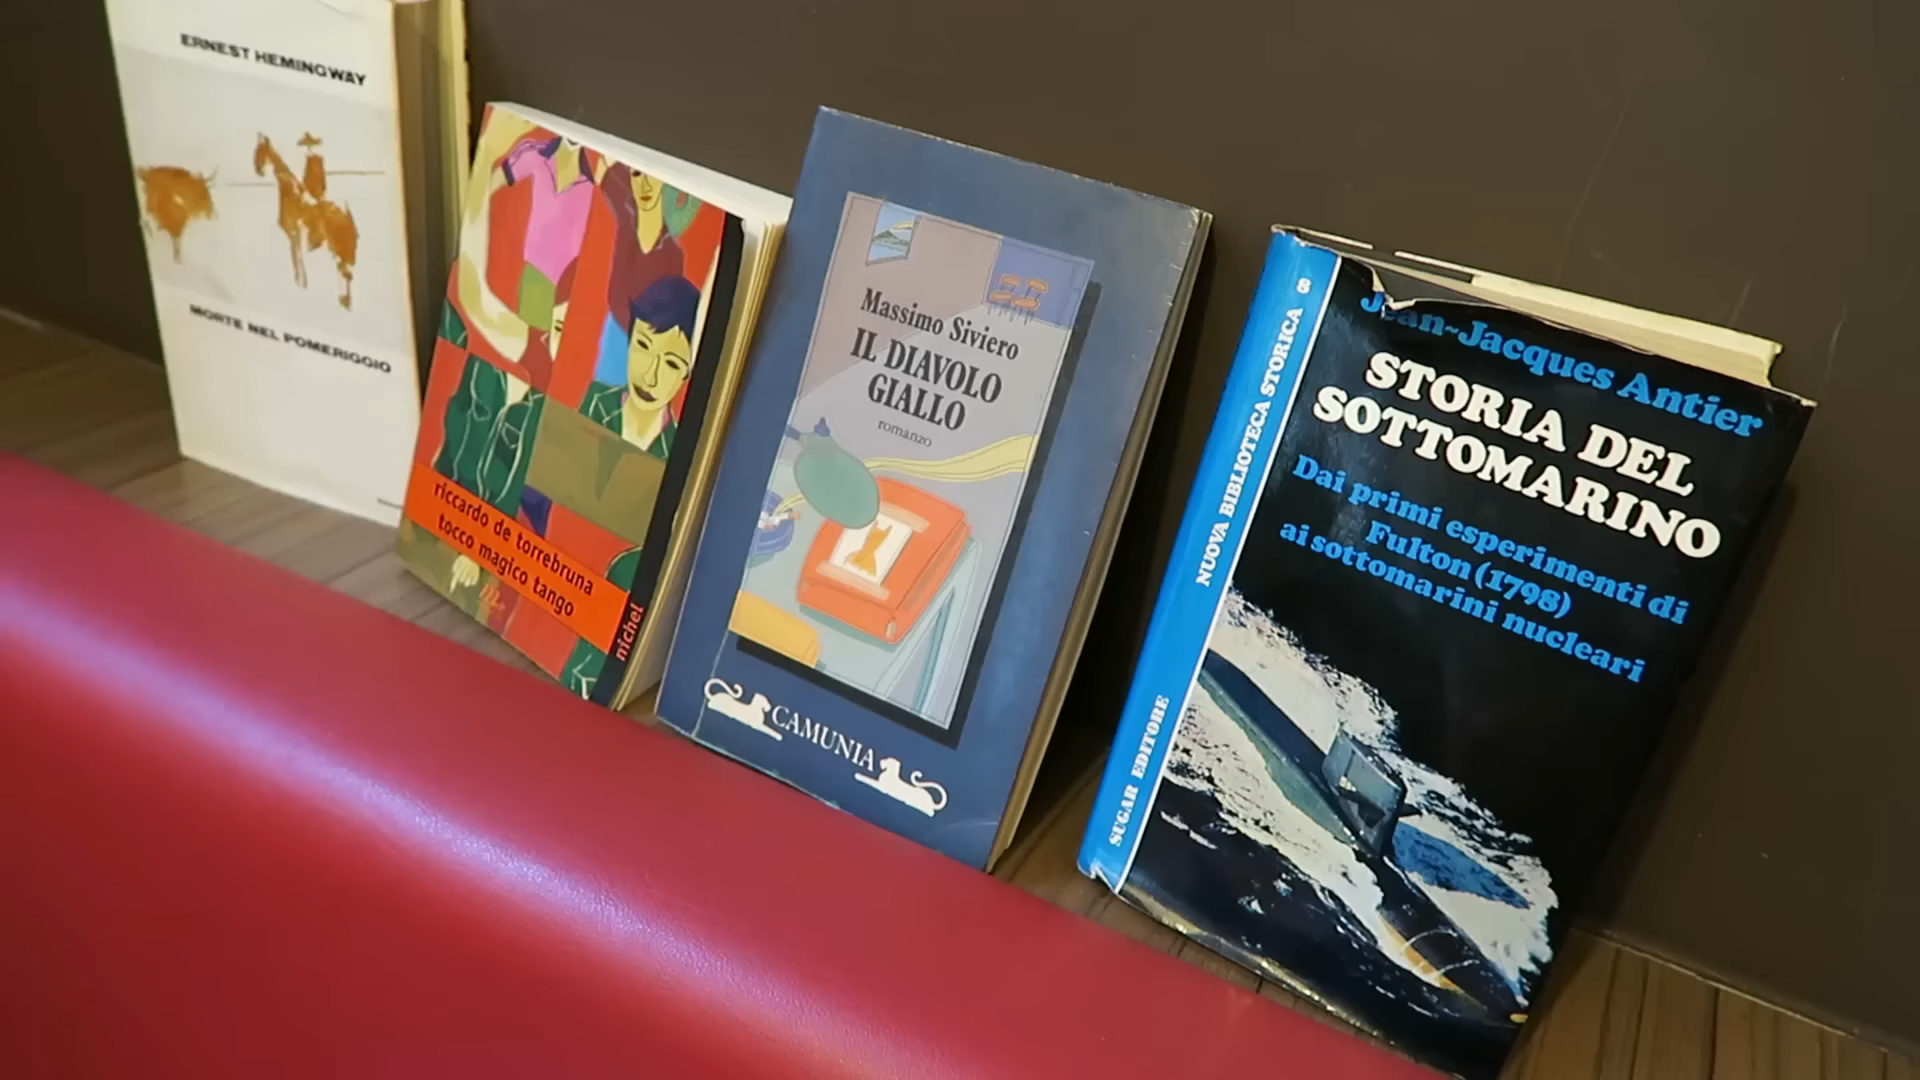 ERNEST HEMINGWAY
MORTE NEL POMERIGGIO
riccardo de torrebruna
tocco magico tango
michel
Massimo Siviero
IL DIAVOLO
GIALLO
romanzo
CAMUNIA
8
NUOVA BIBLIOTECA STORICA
SUGAR EDITORE
Jean-Jacques Antier
STORIA DEL
SOTTOMARINO
Dai primi esperimenti di
Fulton (1798)
ai sottomarini nucleari